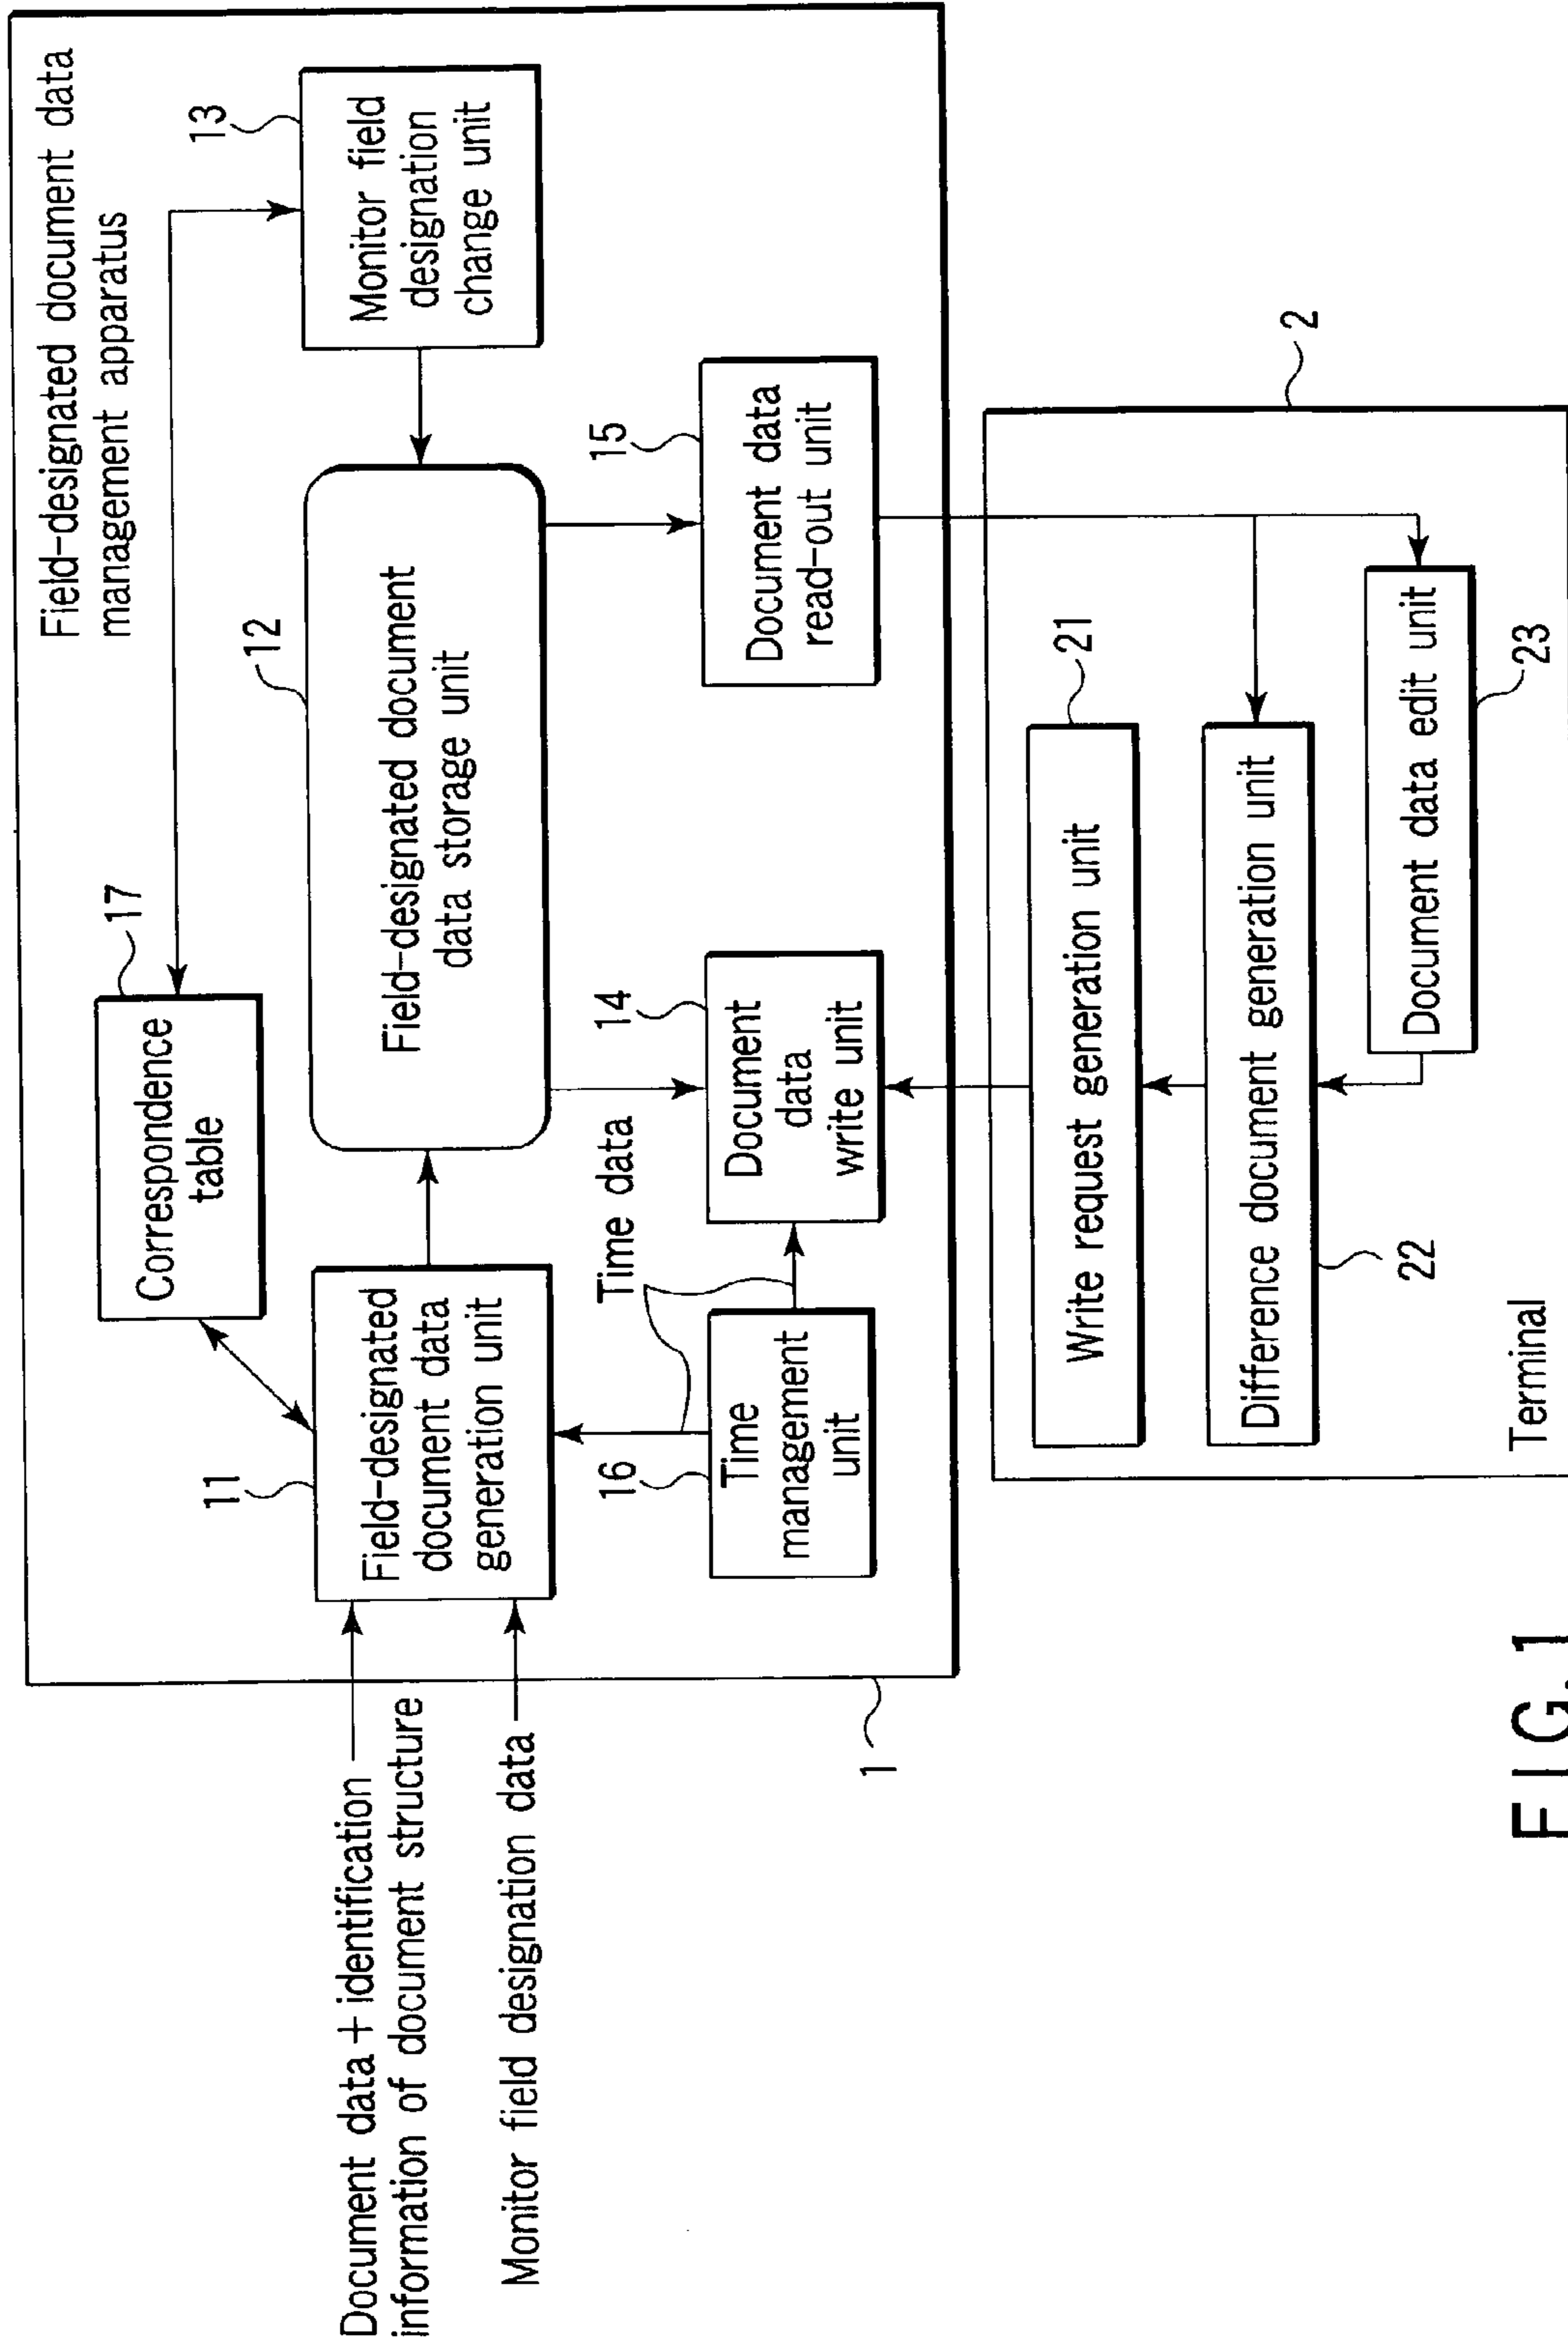 Field-designated document data
management apparatus
17
Correspondence
table
13
Monitor field
designation
change unit
12
Field-designated document
data storage unit
11
Field-designated
document data
generation unit
Document data+identification
information of document structure
Monitor field designation data
Time data
16
Time
management
unit
14
Document
data
write unit
15
Document data
read-out unit
1
2
21
Write request generation unit
Difference document generation unit
22
Document data edit unit
23
Terminal
FIG. 1